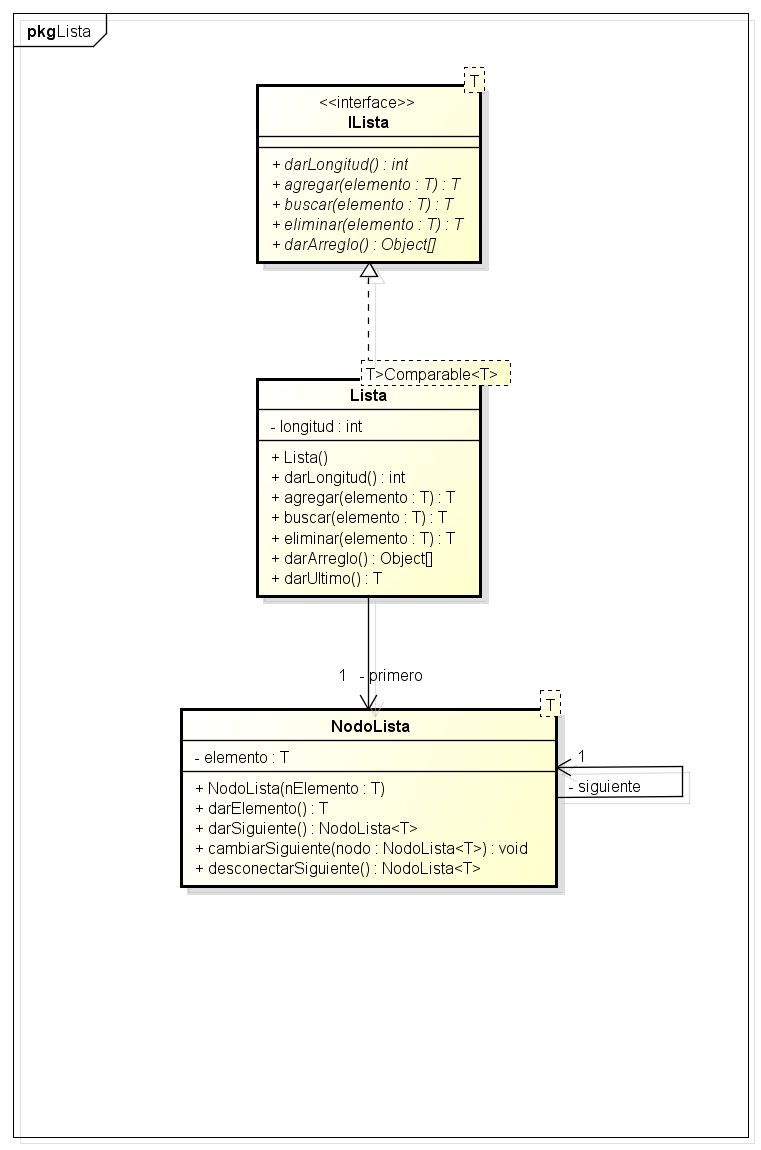 pkgLista
T
<<interface>>
ILista
+ darLongitud() : int
+ agregar(elemento : T) : T
+ buscar(elemento : T) : T
+ eliminar(elemento : T) : T
+ darArreglo() : Object[]
T>Comparable<T>
Lista
- longitud : int
+ Lista()
+ darLongitud() : int
+ agregar(elemento : T) : T
+ buscar(elemento : T) : T
+ eliminar(elemento : T) : T
+ darArreglo() : Object[]
+ darUltimo() : T
1 - primero
T
NodoLista
- elemento : T
+ NodoLista(nElemento : T)
+ darElemento() : T
+ darSiguiente() : NodoLista<T>
+ cambiarSiguiente(nodo : NodoLista<T>) : void
+ desconectarSiguiente() : NodoLista<T>
1
- siguiente